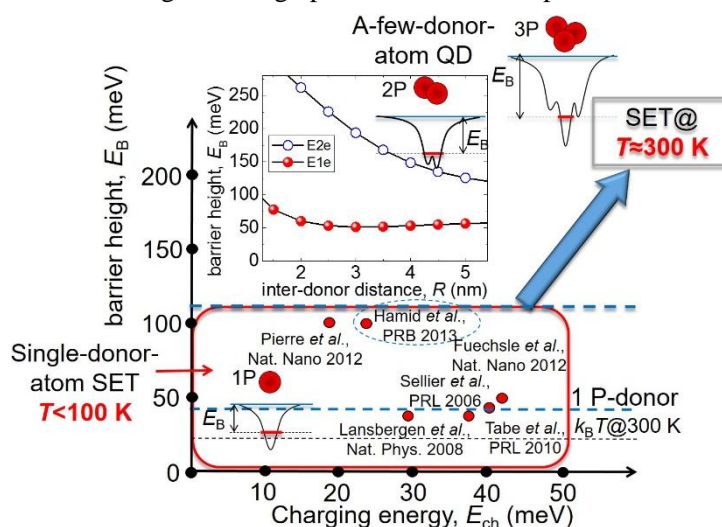 A-few-donor-
atom QD
3P
2P
E_B
E_B
SET@
T≈300 K
barrier height, E_B (meV)
250
200
150
100
50
0
E2e
E1e
2
3
4
5
inter-donor distance, R (nm)
barrier height, E_B (meV)
200
150
100
50
0
Hamid et al.,
PRB 2013
Pierre et al.,
Nat. Nano 2012
Fuechsle et al.,
Nat. Nano 2012
Single-donor-
atom SET
T<100 K
1P
E_B
Sellier et al.,
PRL 2006
1 P-donor
k_BT@300 K
Lansbergen et al.,
Nat. Phys. 2008
Tabe et al.,
PRL 2010
10
20
30
40
50
Charging energy, E_ch (meV)